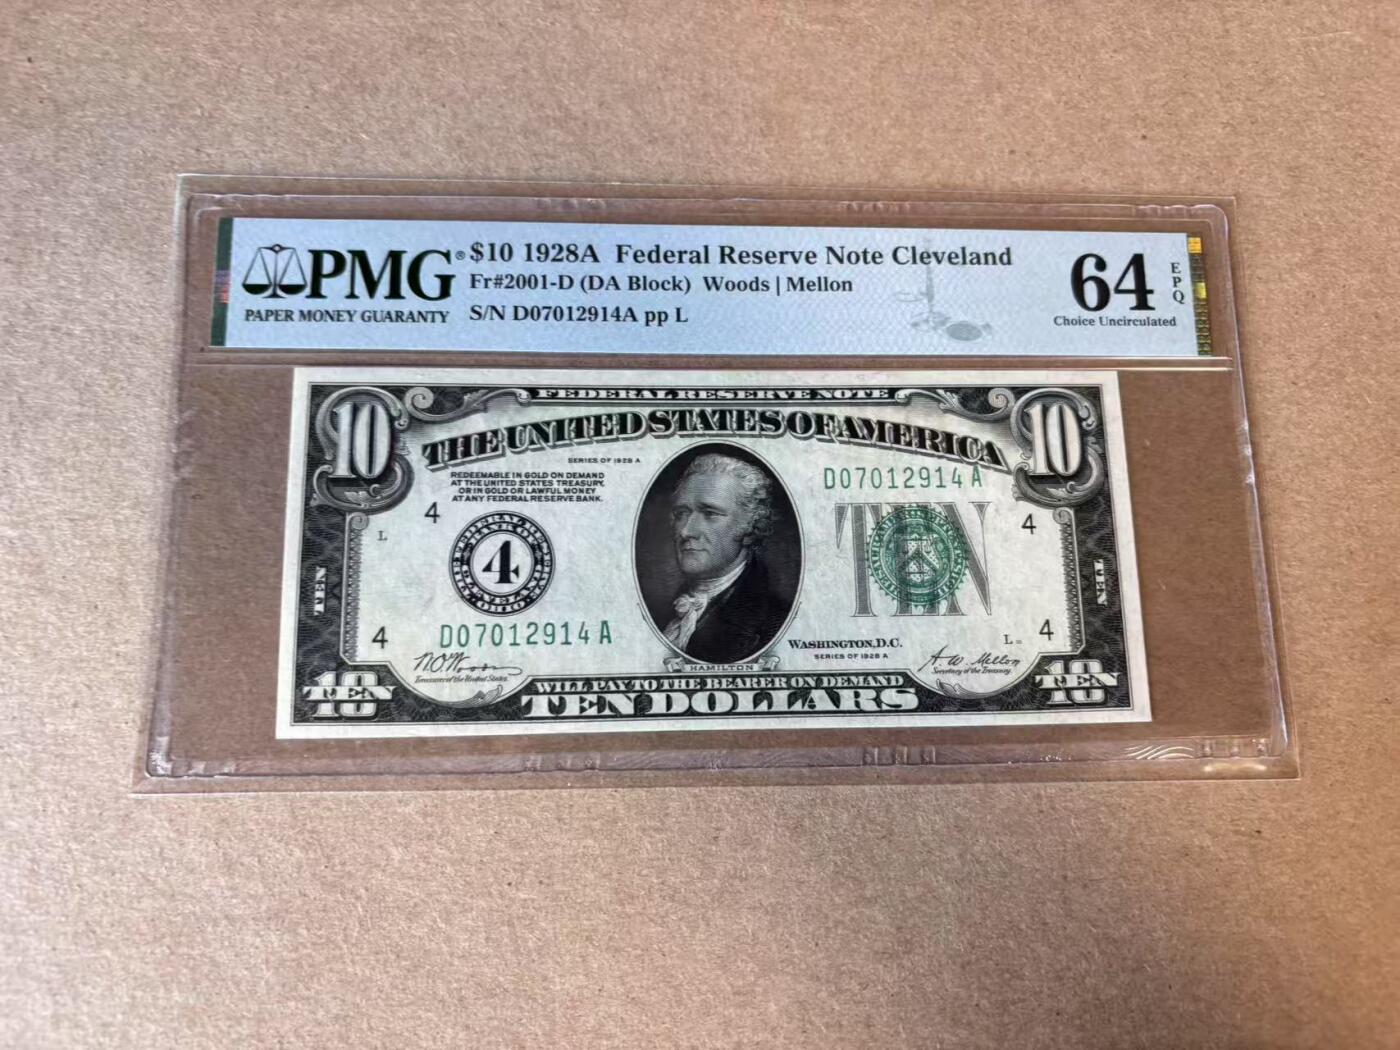 PMG®
PAPER MONEY GUARANTY
$10 1928A Federal Reserve Note Cleveland
Fr#2001-D (DA Block) Woods | Mellon
S/N D07012914A pp L
64
EPQ
Choice Uncirculated
FEDERAL RESERVE NOTE
10
THE UNITED STATES OF AMERICA
10
SERIES OF 1928 A
REDEEMABLE IN GOLD ON DEMAND
AT THE UNITED STATES TREASURY,
OR IN GOLD OR LAWFUL MONEY
AT ANY FEDERAL RESERVE BANK.
D07012914 A
4
4
L
4
TEN
TEN
TEN
D07012914 A
4
4
WASHINGTON, D.C.
SERIES OF 1928 A
L
Treasurer of the United States.
A. W. Mellon
Secretary of the Treasury.
HAMILTON
WILL PAY TO THE BEARER ON DEMAND
TEN DOLLARS
10
TEN
10
TEN